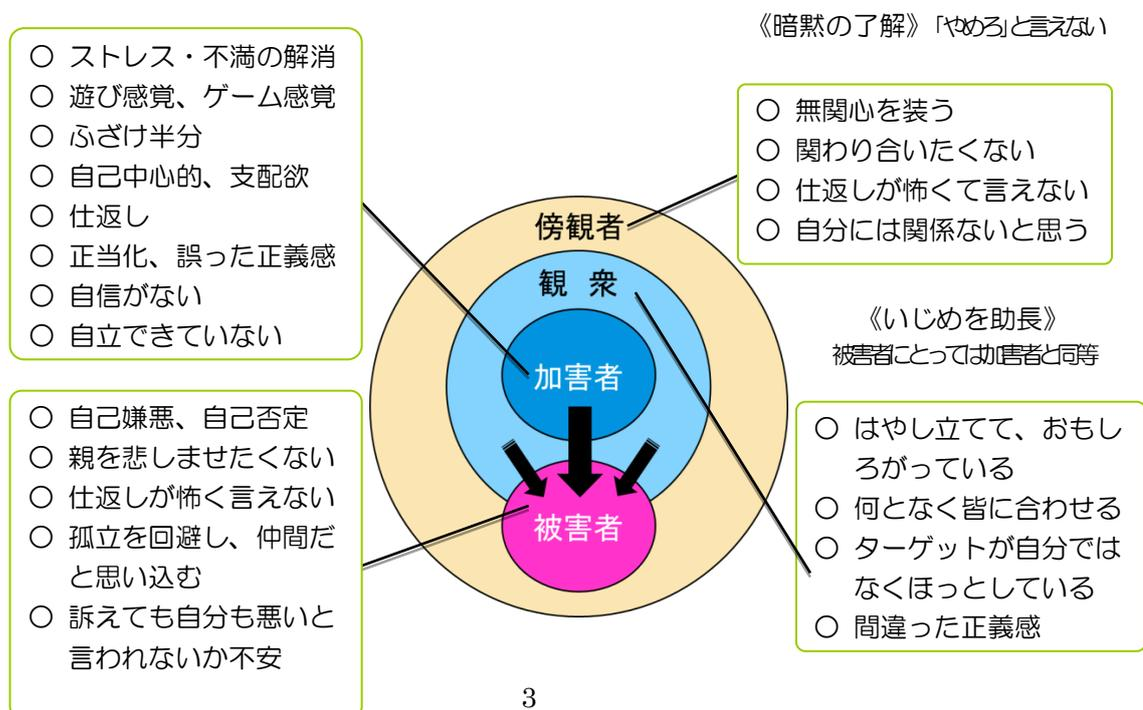 ○ ストレス・不満の解消
○ 遊び感覚、ゲーム感覚
○ ふざけ半分
○ 自己中心的、支配欲
○ 仕返し
○ 正当化、誤った正義感
○ 自信がない
○ 自立できていない
《暗黙の了解》「やめろ」と言えない
○ 無関心を装う
○ 関わり合いたくない
○ 仕返しが怖くて言えない
○ 自分には関係ないと思う
傍観者
観 衆
加害者
被害者
《いじめを助長》
被害者にとっては加害者と同等
○ 自己嫌悪、自己否定
○ 親を悲しませたくない
○ 仕返しが怖く言えない
○ 孤立を回避し、仲間だ
と思い込む
○ 訴えても自分も悪いと
言われないか不安
○ はやし立てて、おもし
ろがっている
○ 何となく皆に合わせる
○ ターゲットが自分では
なくほっとしている
○ 間違った正義感
3